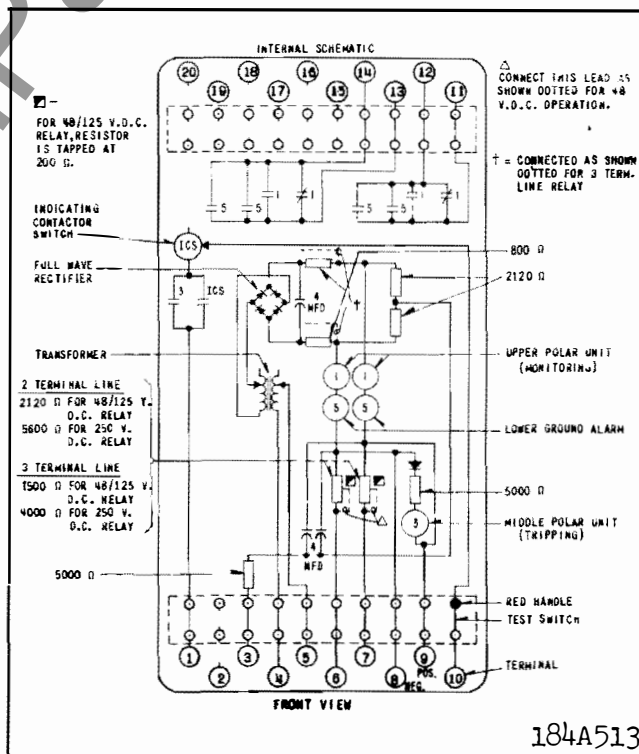 INTERNAL SCHEMATIC
20
18
16
14
12
19
17
15
13
11
FOR 48/125 V.D.C.
RELAY, RESISTOR
IS TAPPED AT
200 Ω.
△
CONNECT THIS LEAD AS
SHOWN DOTTED FOR 48
V.D.C. OPERATION.
† = CONNECTED AS SHOWN
DOTTED FOR 3 TERM-
LINE RELAY
5
5
1
1
5
5
1
1
INDICATING
CONTACTOR
SWITCH
ICS
3
ICS
FULL WAVE
RECTIFIER
4
MFD
†
800 Ω
2120 Ω
TRANSFORMER
1
1
UPPER POLAR UNIT
(MONITORING)
5
5
LOWER GROUND ALARM
2 TERMINAL LINE
2120 Ω FOR 48/125 V.
D.C. RELAY
5600 Ω FOR 250 V.
D.C. RELAY
3 TERMINAL LINE
1500 Ω FOR 48/125 V.
D.C. RELAY
4000 Ω FOR 250 V.
D.C. RELAY
5000 Ω
△
3
MIDDLE POLAR UNIT
(TRIPPING)
4
MFD
5000 Ω
RED HANDLE
TEST SWITCH
1
3
5
7
9
POS.
2
4
6
8
NEG.
10
TERMINAL
FRONT VIEW
184A513